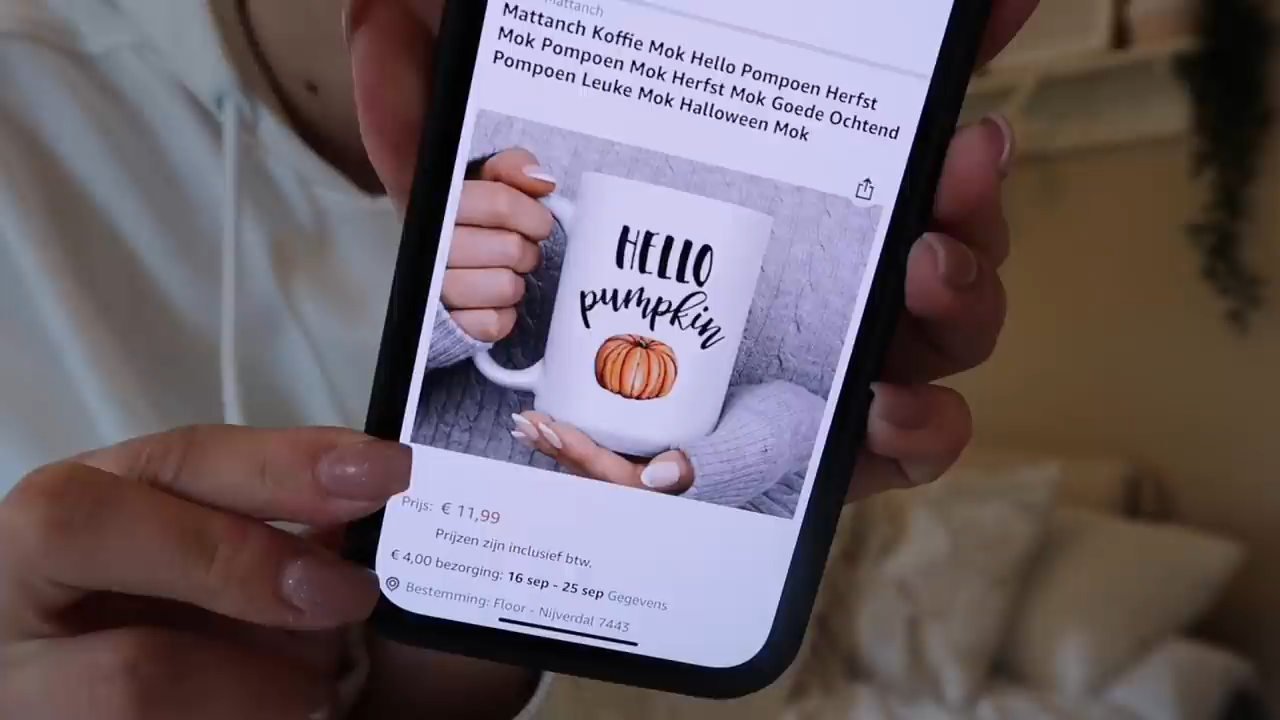 Mattanch
Mattanch Koffie Mok Hello Pompoen Herfst
Mok Pompoen Mok Herfst Mok Goede Ochtend
Pompoen Leuke Mok Halloween Mok
HELLO
pumpkin
Prijs: € 11,99
Prijzen zijn inclusief btw.
€ 4,00 bezorging: 16 sep - 25 sep Gegevens
Bestemming: Floor - Nijverdal 7443